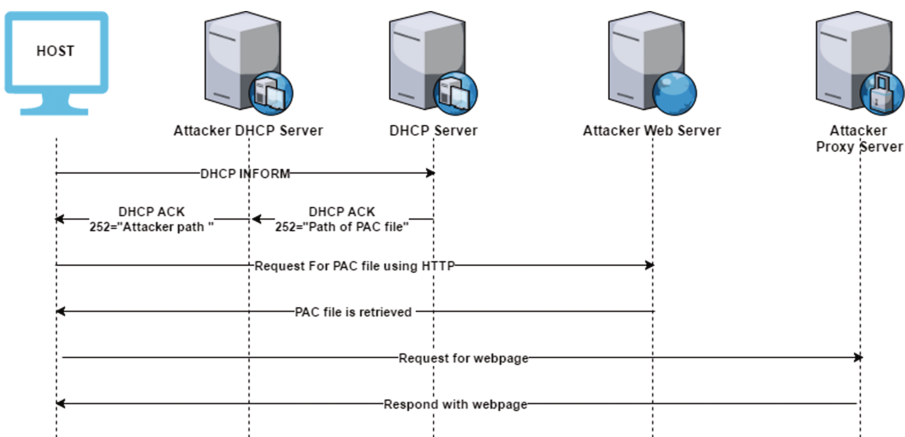 HOST
Attacker DHCP Server
DHCP Server
Attacker Web Server
Attacker
Proxy Server
DHCP INFORM
DHCP ACK
252="Attacker path "
DHCP ACK
252="Path of PAC file"
Request For PAC file using HTTP
PAC file is retrieved
Request for webpage
Respond with webpage